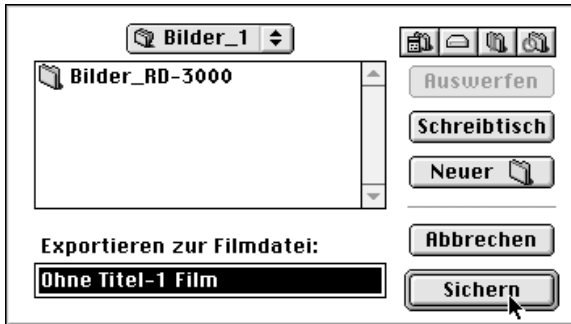 Bilder_1
Bilder_RD-3000
Auswerfen
Schreibtisch
Neuer
Exportieren zur Filmdatei:
Ohne Titel-1 Film
Abbrechen
Sichern